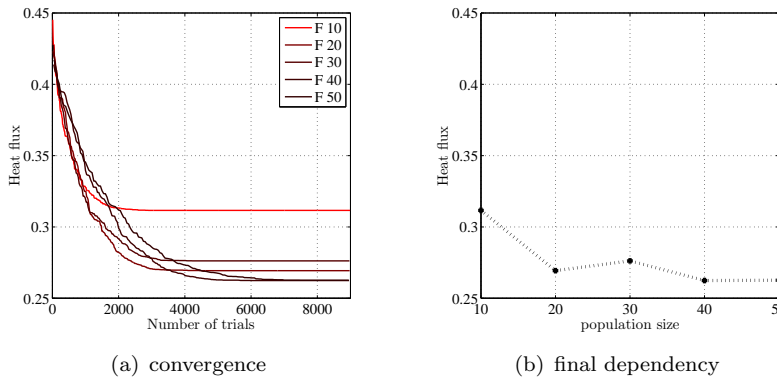 0.45
0.4
0.35
0.3
0.25
Heat flux
F 10
F 20
F 30
F 40
F 50
0 2000 4000 6000 8000
Number of trials
(a) convergence
0.45
0.4
0.35
0.3
0.25
Heat flux
10 20 30 40 5
population size
(b) final dependency